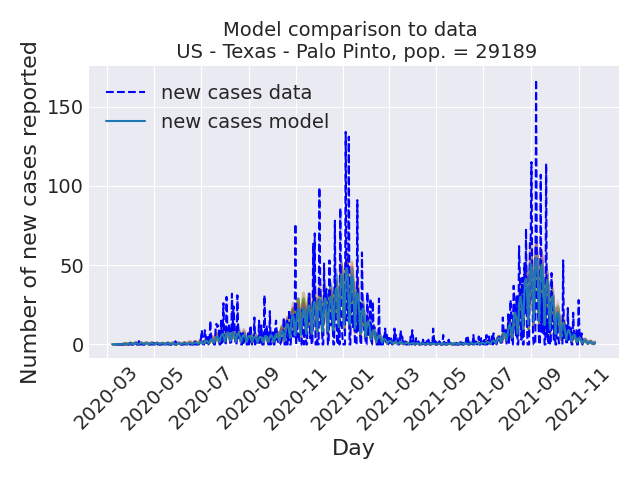 Model comparison to data
US - Texas - Palo Pinto, pop. = 29189
Number of new cases reported
150
100
50
0
new cases data
new cases model
2020-03
2020-05
2020-07
2020-09
2020-11
2021-01
2021-03
2021-05
2021-07
2021-09
2021-11
Day